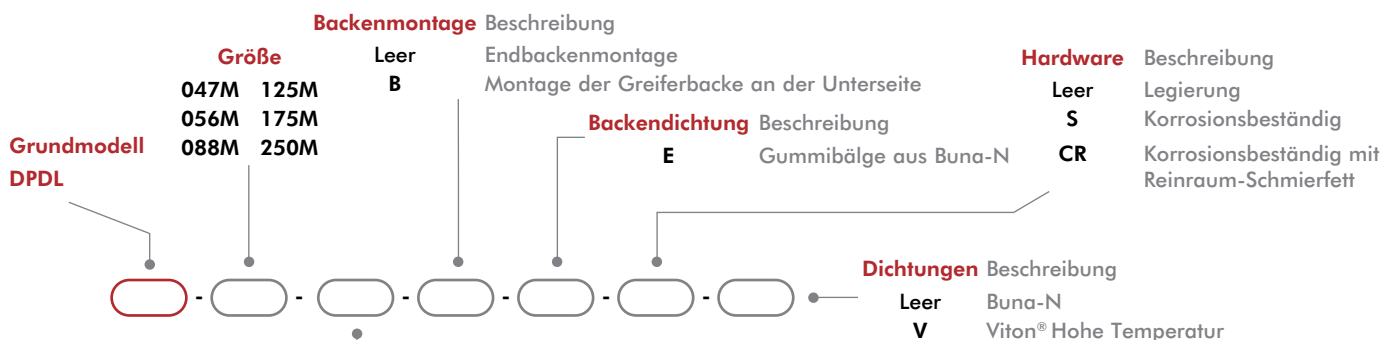 Backenmontage Beschreibung
Leer Endbackenmontage
B Montage der Greiferbacke an der Unterseite
Größe
047M 125M
056M 175M
088M 250M
Hardware Beschreibung
Leer Legierung
S Korrosionsbeständig
CR Korrosionsbeständig mit
Reinraum-Schmierfett
Backendichtung Beschreibung
E Gummibälge aus Buna-N
Grundmodell
DPDL
- - - - - -
Dichtungen Beschreibung
Leer Buna-N
V Viton® Hohe Temperatur